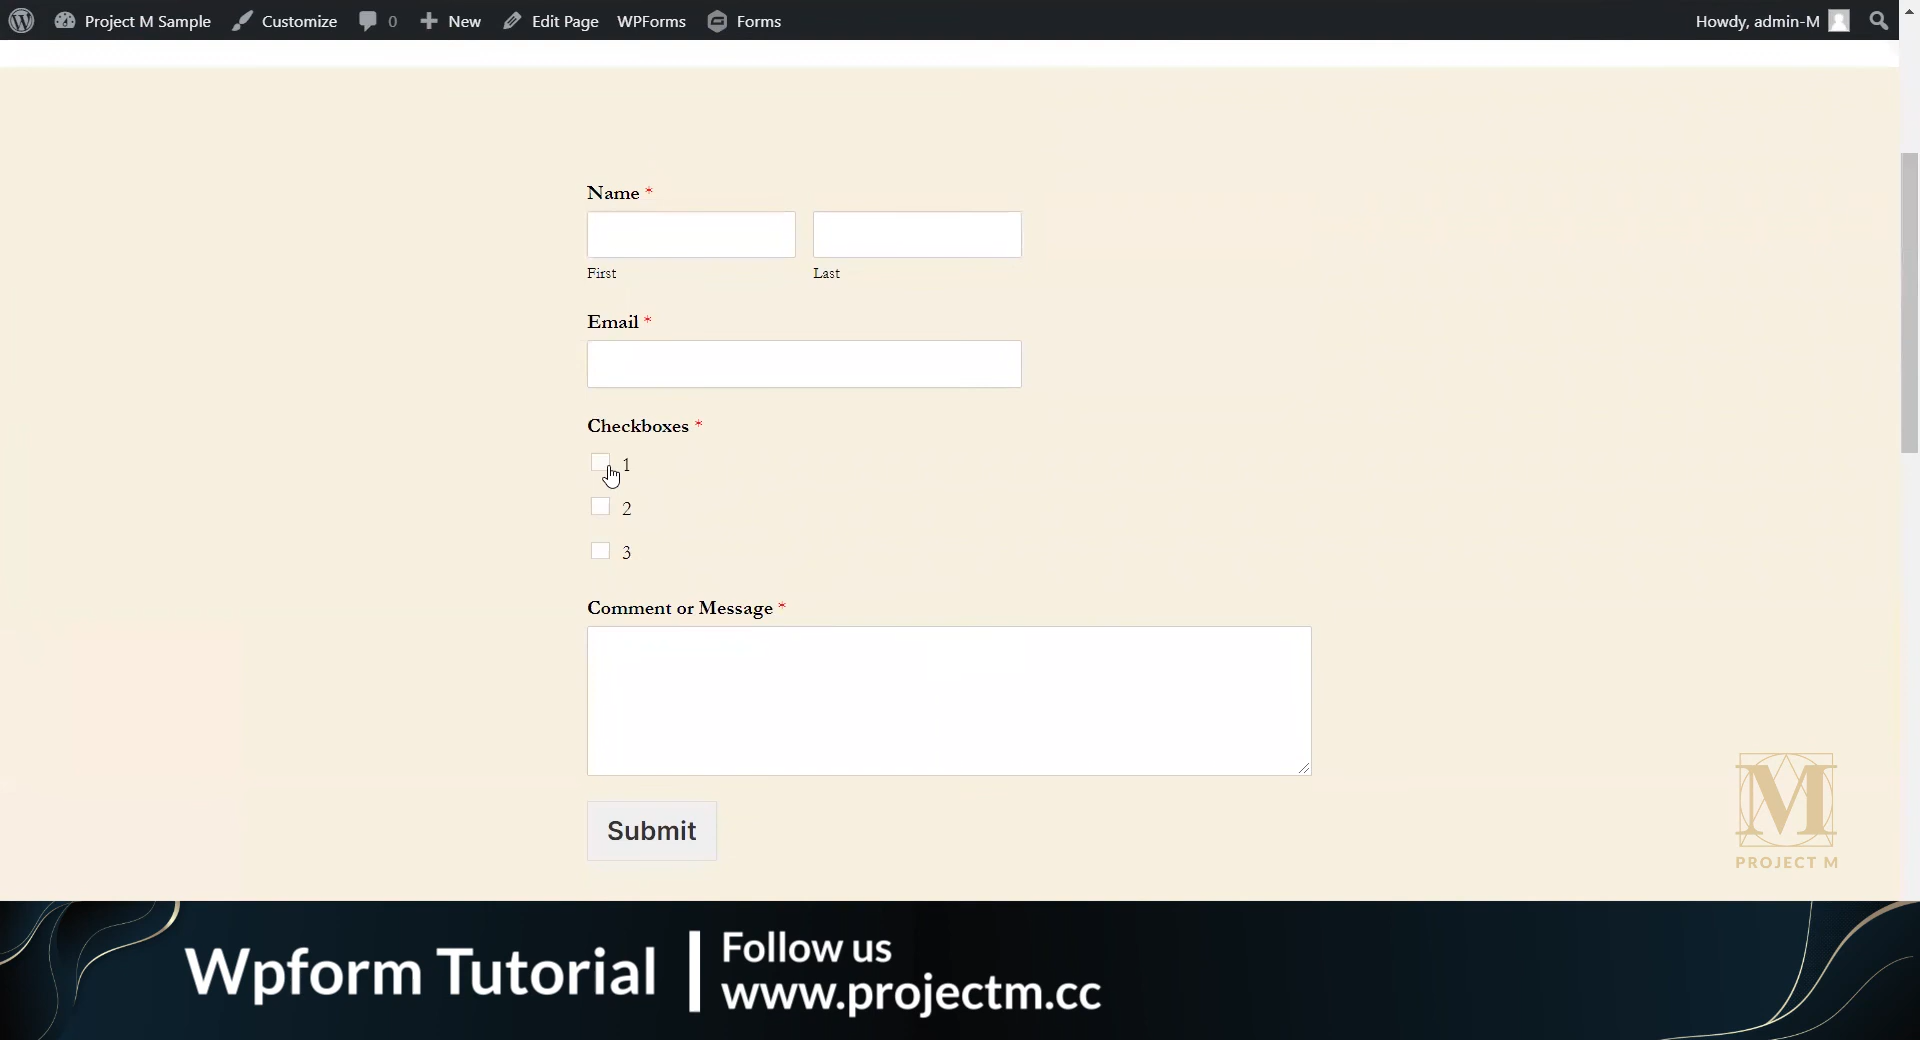 Project M Sample Customize 0 New Edit Page WPForms Forms Howdy, admin-M
Name *
First Last
Email *
Checkboxes *
1
2
3
Comment or Message *
Submit
M
PROJECT M
Wpform Tutorial
Follow us
www.projectm.cc